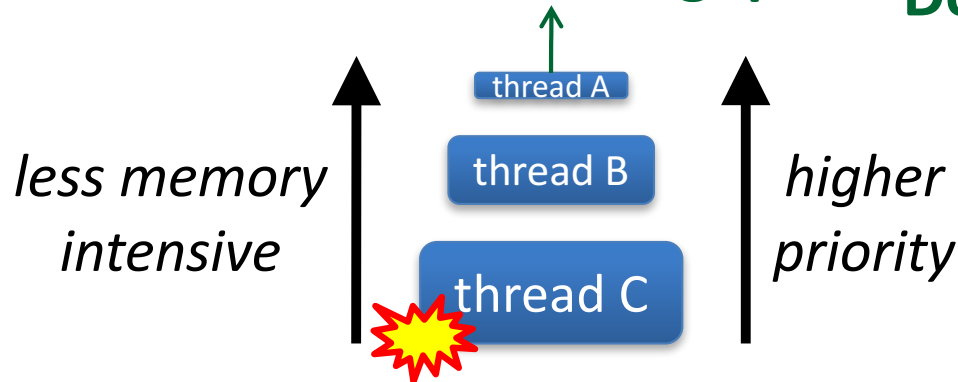 thread A
thread B
less memory
intensive
higher
priority
thread C